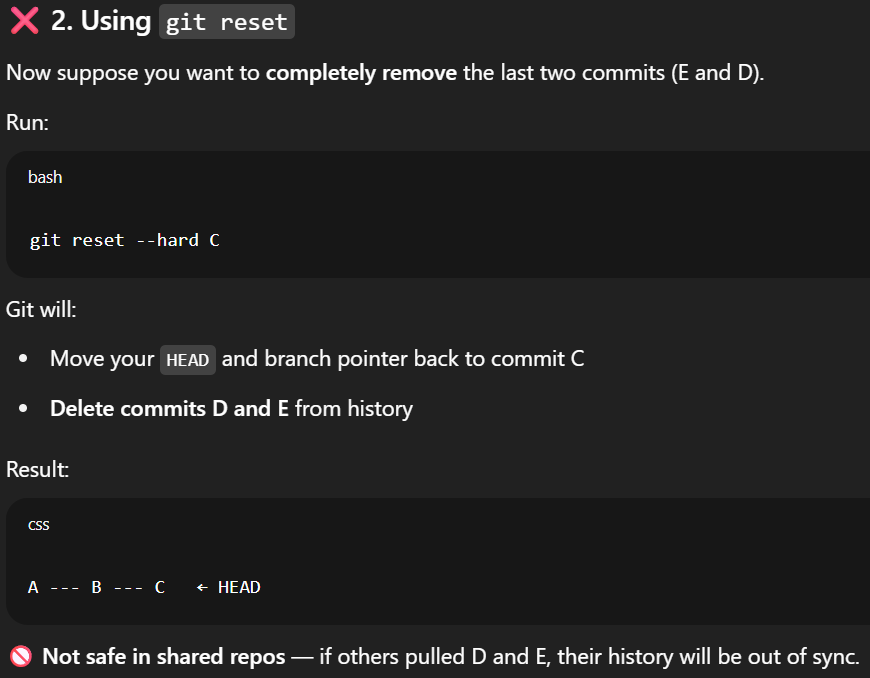 ❌ 2. Using git reset
Now suppose you want to completely remove the last two commits (E and D).
Run:
bash
git reset --hard C
Git will:
• Move your HEAD and branch pointer back to commit C
• Delete commits D and E from history
Result:
css
A --- B --- C   ← HEAD
🚫 Not safe in shared repos — if others pulled D and E, their history will be out of sync.